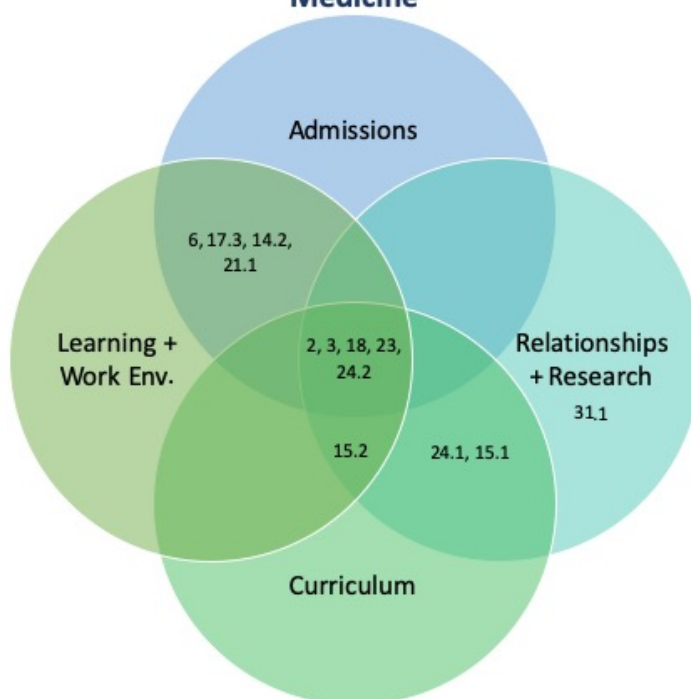 Medicine
Admissions
6, 17.3, 14.2,
21.1
Learning +
Work Env.
2, 3, 18, 23,
24.2
Relationships
+ Research
31.1
15.2
24.1, 15.1
Curriculum